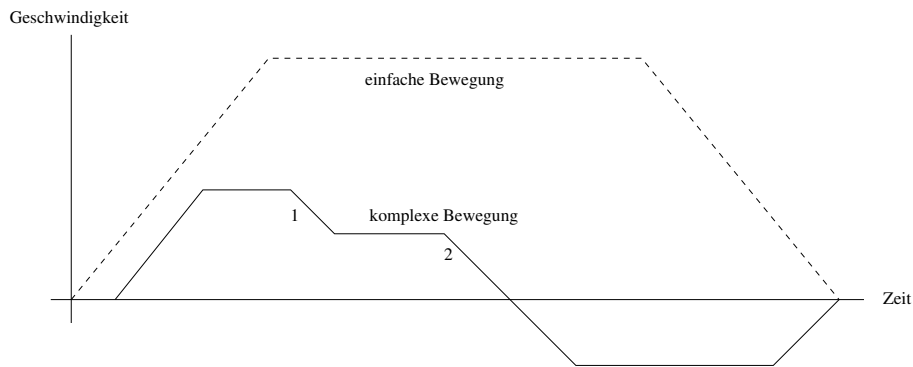 Geschwindigkeit
einfache Bewegung
1
komplexe Bewegung
2
Zeit